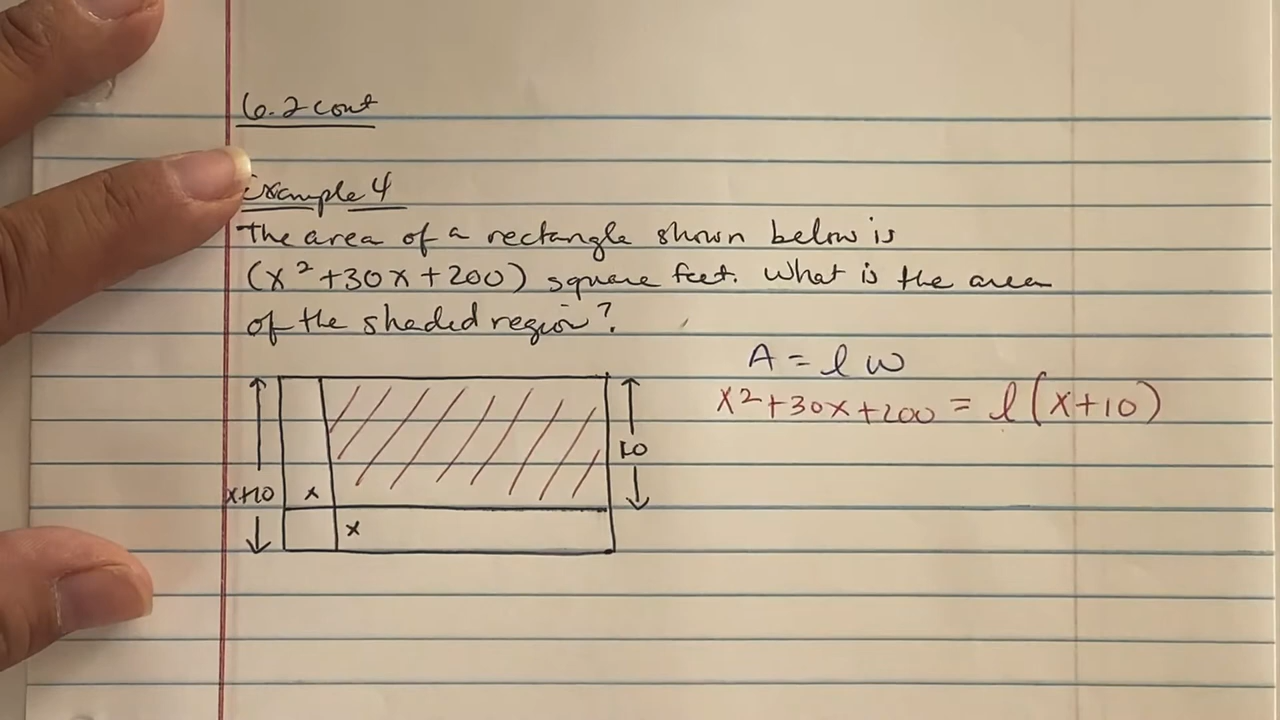 6.2 cont
Example 4
The area of a rectangle shown below is
(x²+30x+200) square feet. What is the area
of the shaded region?
A = l w
x²+30x+200 = l(x+10)
10
x+10
x
x